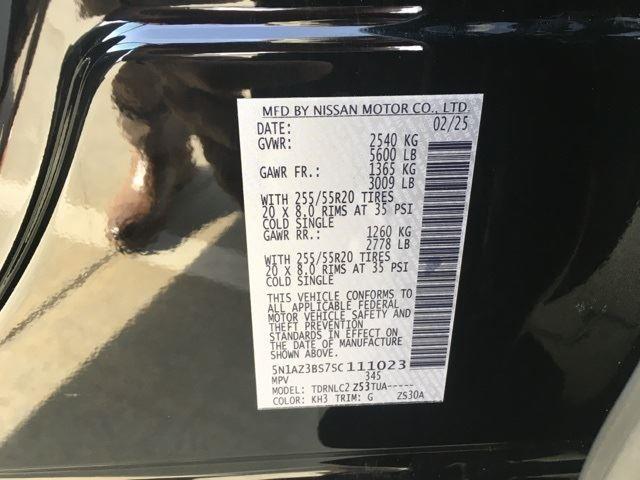 MFD BY NISSAN MOTOR CO., LTD.
DATE: 02/25
GVWR: 2540 KG
5600 LB
GAWR FR.: 1365 KG
3009 LB
WITH 255/55R20 TIRES
20 X 8.0 RIMS AT 35 PSI
COLD SINGLE
GAWR RR.: 1260 KG
2778 LB
WITH 255/55R20 TIRES
20 X 8.0 RIMS AT 35 PSI
COLD SINGLE
THIS VEHICLE CONFORMS TO
ALL APPLICABLE FEDERAL
MOTOR VEHICLE SAFETY AND
THEFT PREVENTION
STANDARDS IN EFFECT ON
THE DATE OF MANUFACTURE
SHOWN ABOVE.
5N1AZ3BS7SC111023
MPV 345
MODEL: TDRNLC2 Z53TUA-----
COLOR: KH3 TRIM: G ZS30A